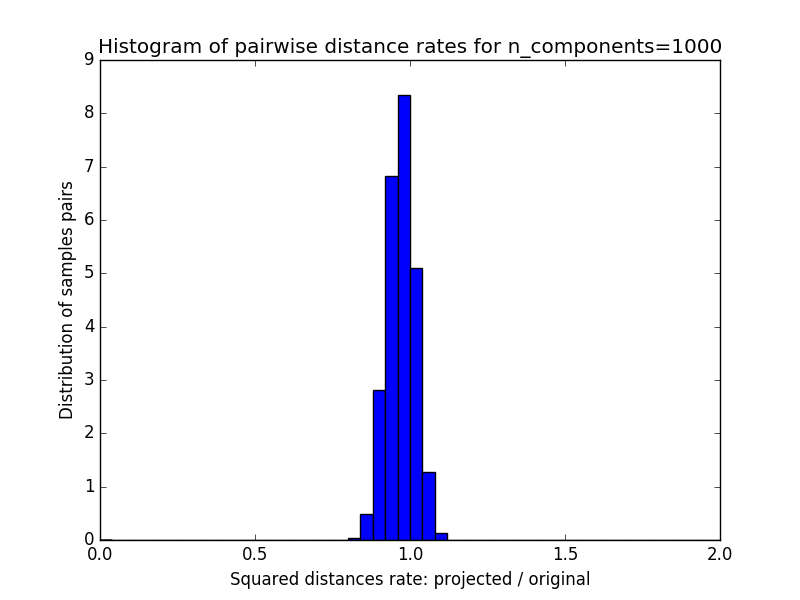 Histogram of pairwise distance rates for n_components=1000
9
8
7
6
5
4
3
2
1
0
Distribution of samples pairs
0.0 0.5 1.0 1.5 2.0
Squared distances rate: projected / original